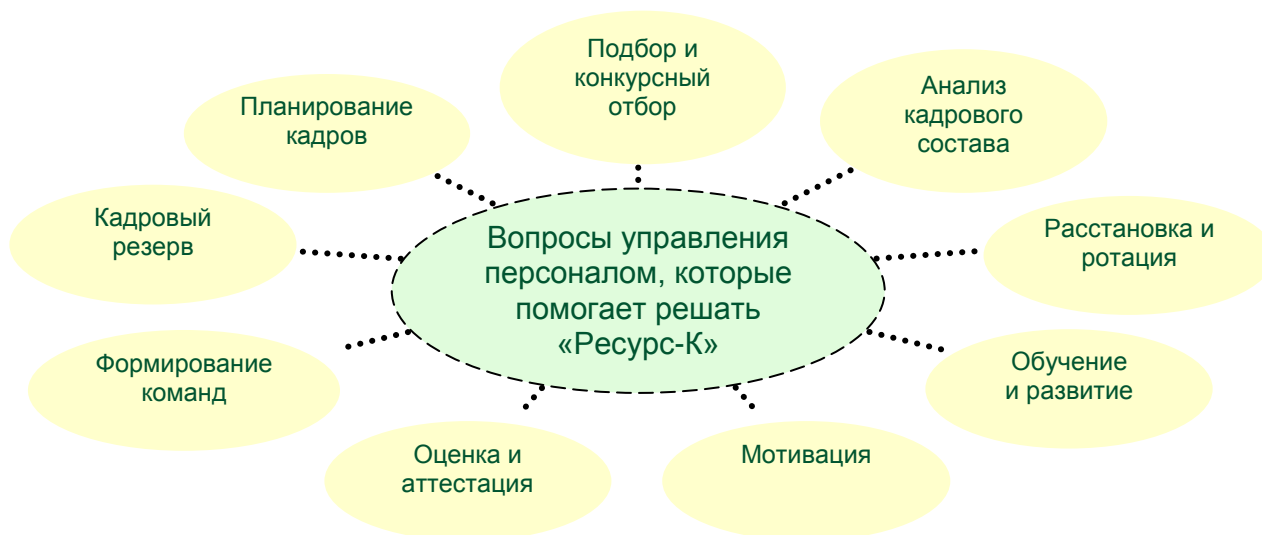 Подбор и
конкурсный
отбор
Анализ
кадрового
состава
Планирование
кадров
Кадровый
резерв
Вопросы управления
персоналом, которые
помогает решать
«Ресурс-К»
Расстановка и
ротация
Формирование
команд
Обучение
и развитие
Оценка и
аттестация
Мотивация